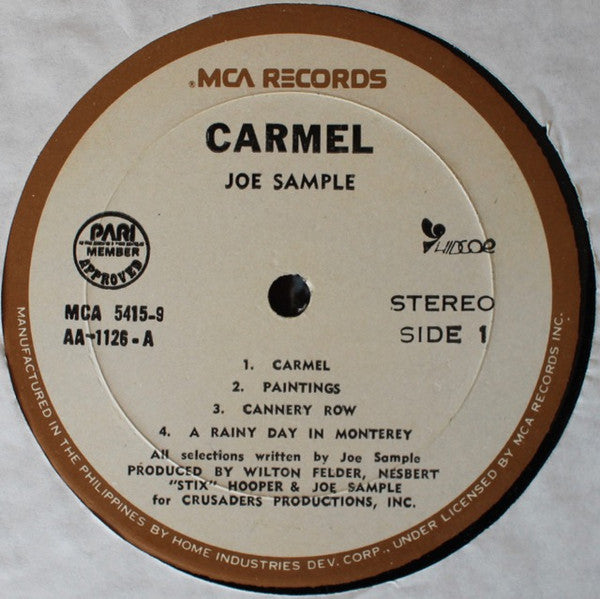 ®MCA RECORDS
CARMEL
JOE SAMPLE
PARI
MEMBER
APPROVED
MCA 5415-9
AA-1126-A
STEREO
SIDE 1
1. CARMEL
2. PAINTINGS
3. CANNERY ROW
4. A RAINY DAY IN MONTEREY
All selections written by Joe Sample
PRODUCED BY WILTON FELDER, NESBERT
"STIX" HOOPER & JOE SAMPLE
for CRUSADERS PRODUCTIONS, INC.
MANUFACTURED IN THE PHILIPPINES BY HOME INDUSTRIES DEV. CORP., UNDER LICENSED BY MCA RECORDS INC.